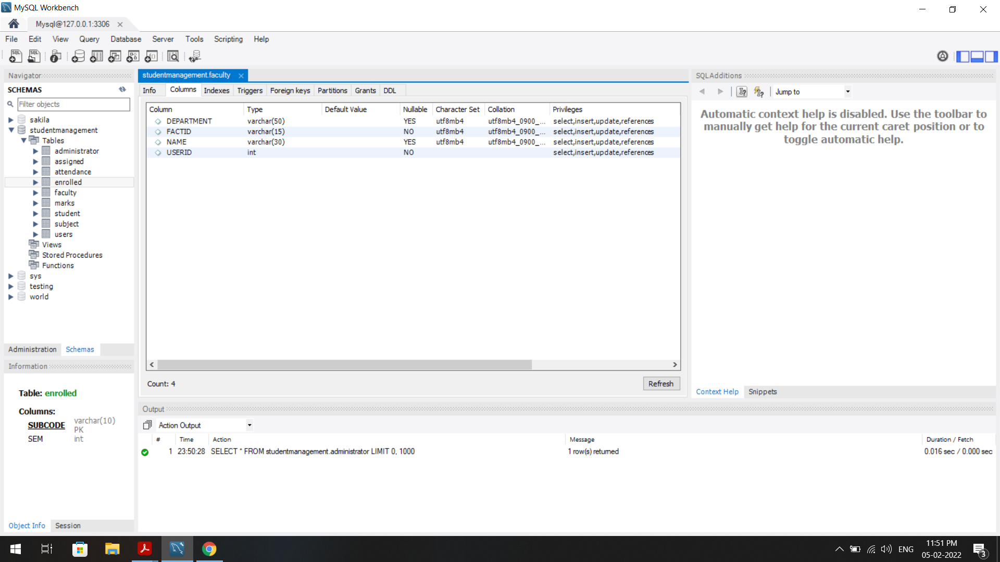 MySQL Workbench
Mysql@127.0.0.1:3306
File Edit View Query Database Server Tools Scripting Help
Navigator
SCHEMAS
Filter objects
sakila
studentmanagement
Tables
administrator
assigned
attendance
enrolled
faculty
marks
student
subject
users
Views
Stored Procedures
Functions
sys
testing
world
Administration Schemas
Information
Table: enrolled
Columns:
SUBCODE varchar(10)
PK
SEM int
Object Info Session
studentmanagement.faculty
Info Columns Indexes Triggers Foreign keys Partitions Grants DDL
Column Type Default Value Nullable Character Set Collation Privileges
DEPARTMENT varchar(50) YES utf8mb4 utf8mb4_0900_... select,insert,update,references
FACTID varchar(15) NO utf8mb4 utf8mb4_0900_... select,insert,update,references
NAME varchar(30) YES utf8mb4 utf8mb4_0900_... select,insert,update,references
USERID int NO select,insert,update,references
Count: 4
Refresh
SQLAdditions
Jump to
Automatic context help is disabled. Use the toolbar to
manually get help for the current caret position or to
toggle automatic help.
Context Help Snippets
Output
Action Output
# Time Action Message Duration / Fetch
1 23:50:28 SELECT * FROM studentmanagement.administrator LIMIT 0, 1000 1 row(s) returned 0.016 sec / 0.000 sec
ENG
11:51 PM
05-02-2022
3